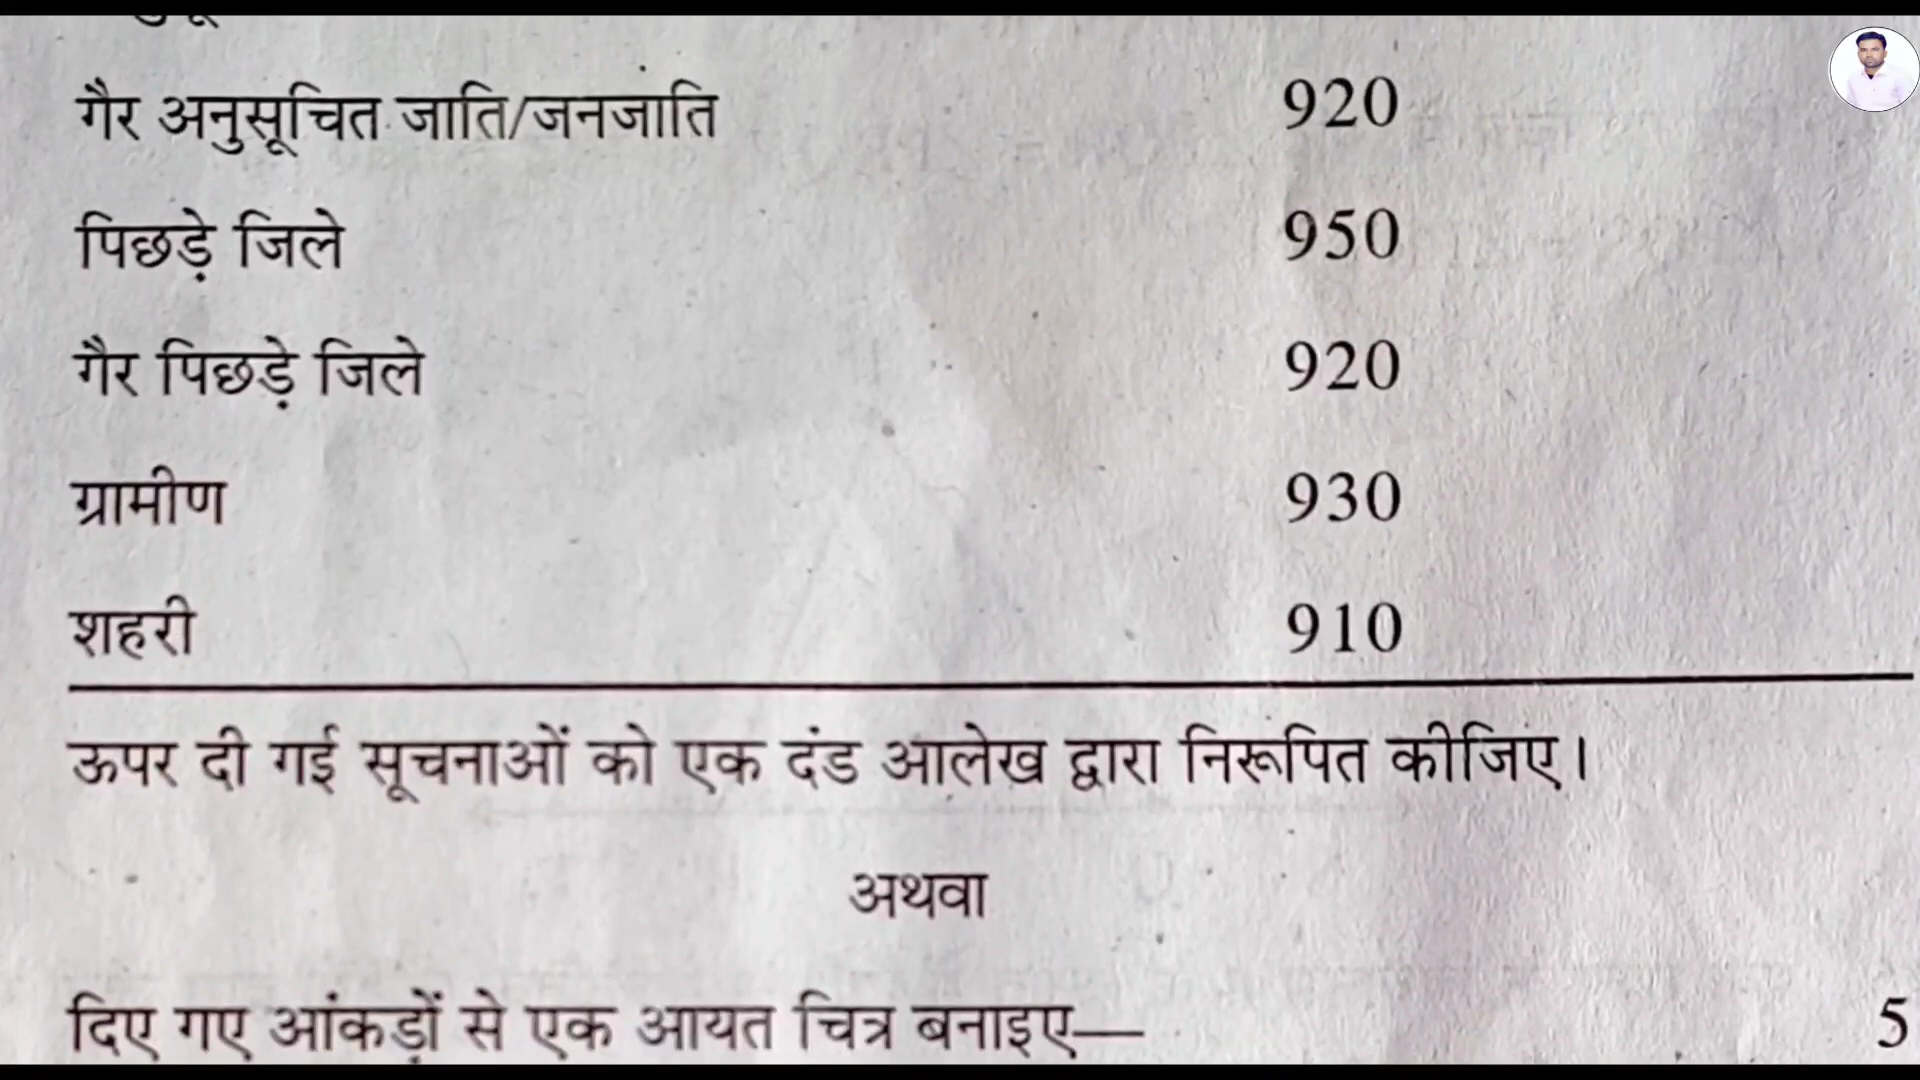 गैर अनुसूचित जाति/जनजाति 920
पिछड़े जिले 950
गैर पिछड़े जिले 920
ग्रामीण 930
शहरी 910
ऊपर दी गई सूचनाओं को एक दंड आलेख द्वारा निरूपित कीजिए।
अथवा
दिए गए आंकड़ों से एक आयत चित्र बनाइए— 5